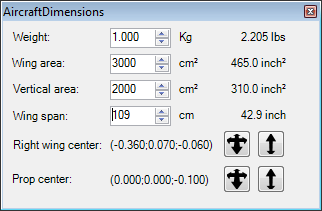 AircraftDimensions
Weight: 1.000 Kg 2.205 lbs
Wing area: 3000 cm² 465.0 inch²
Vertical area: 2000 cm² 310.0 inch²
Wing span: 109 cm 42.9 inch
Right wing center: (-0.360;0.070;-0.060)
Prop center: (0.000;0.000;-0.100)